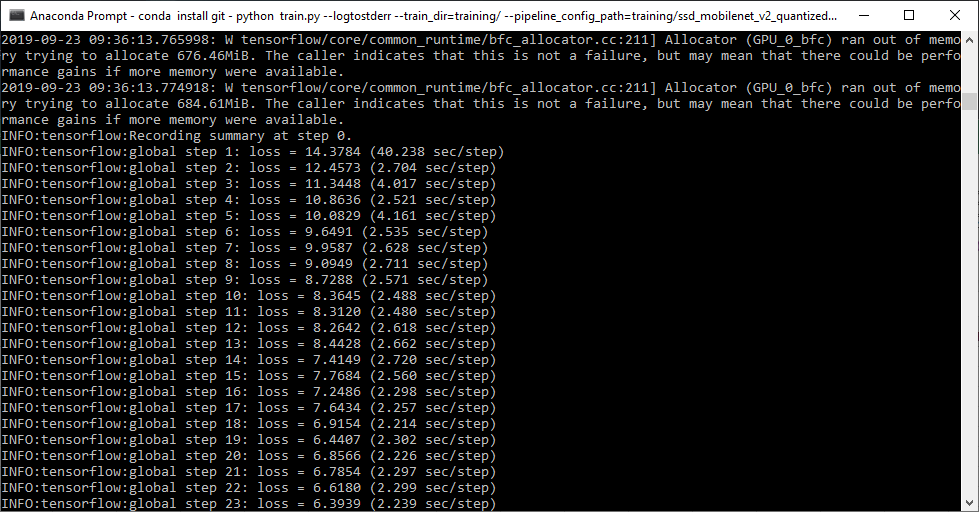 Anaconda Prompt - conda install git - python train.py --logtostderr --train_dir=training/ --pipeline_config_path=training/ssd_mobilenet_v2_quantized...
2019-09-23 09:36:13.765998: W tensorflow/core/common_runtime/bfc_allocator.cc:211] Allocator (GPU_0_bfc) ran out of memo
ry trying to allocate 676.46MiB. The caller indicates that this is not a failure, but may mean that there could be perfo
rmance gains if more memory were available.
2019-09-23 09:36:13.774918: W tensorflow/core/common_runtime/bfc_allocator.cc:211] Allocator (GPU_0_bfc) ran out of memo
ry trying to allocate 684.61MiB. The caller indicates that this is not a failure, but may mean that there could be perfo
rmance gains if more memory were available.
INFO:tensorflow:Recording summary at step 0.
INFO:tensorflow:global step 1: loss = 14.3784 (40.238 sec/step)
INFO:tensorflow:global step 2: loss = 12.4573 (2.704 sec/step)
INFO:tensorflow:global step 3: loss = 11.3448 (4.017 sec/step)
INFO:tensorflow:global step 4: loss = 10.8636 (2.521 sec/step)
INFO:tensorflow:global step 5: loss = 10.0829 (4.161 sec/step)
INFO:tensorflow:global step 6: loss = 9.6491 (2.535 sec/step)
INFO:tensorflow:global step 7: loss = 9.9587 (2.628 sec/step)
INFO:tensorflow:global step 8: loss = 9.0949 (2.711 sec/step)
INFO:tensorflow:global step 9: loss = 8.7288 (2.571 sec/step)
INFO:tensorflow:global step 10: loss = 8.3645 (2.488 sec/step)
INFO:tensorflow:global step 11: loss = 8.3120 (2.480 sec/step)
INFO:tensorflow:global step 12: loss = 8.2642 (2.618 sec/step)
INFO:tensorflow:global step 13: loss = 8.4428 (2.662 sec/step)
INFO:tensorflow:global step 14: loss = 7.4149 (2.720 sec/step)
INFO:tensorflow:global step 15: loss = 7.7684 (2.560 sec/step)
INFO:tensorflow:global step 16: loss = 7.2486 (2.298 sec/step)
INFO:tensorflow:global step 17: loss = 7.6434 (2.257 sec/step)
INFO:tensorflow:global step 18: loss = 6.9154 (2.214 sec/step)
INFO:tensorflow:global step 19: loss = 6.4407 (2.302 sec/step)
INFO:tensorflow:global step 20: loss = 6.8566 (2.226 sec/step)
INFO:tensorflow:global step 21: loss = 6.7854 (2.297 sec/step)
INFO:tensorflow:global step 22: loss = 6.6180 (2.299 sec/step)
INFO:tensorflow:global step 23: loss = 6.3939 (2.239 sec/step)